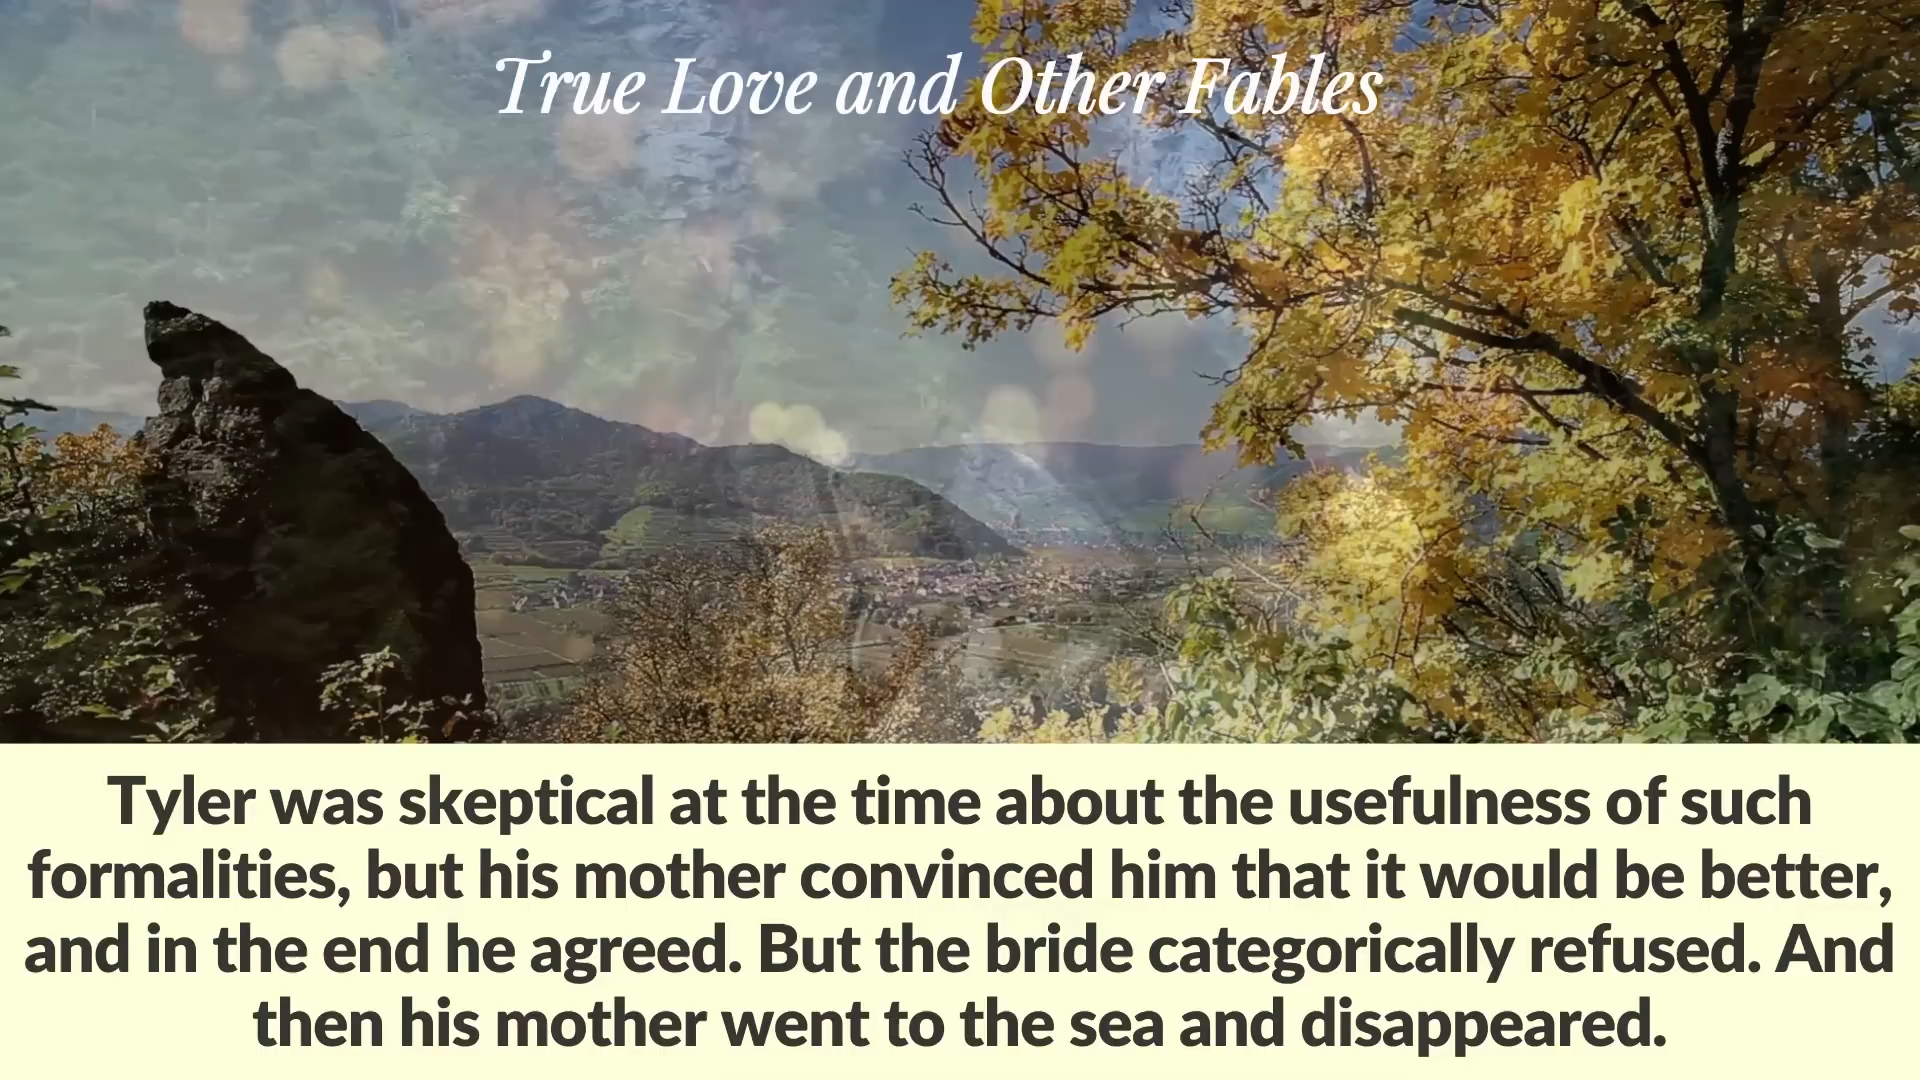 True Love and Other Fables
Tyler was skeptical at the time about the usefulness of such
formalities, but his mother convinced him that it would be better,
and in the end he agreed. But the bride categorically refused. And
then his mother went to the sea and disappeared.